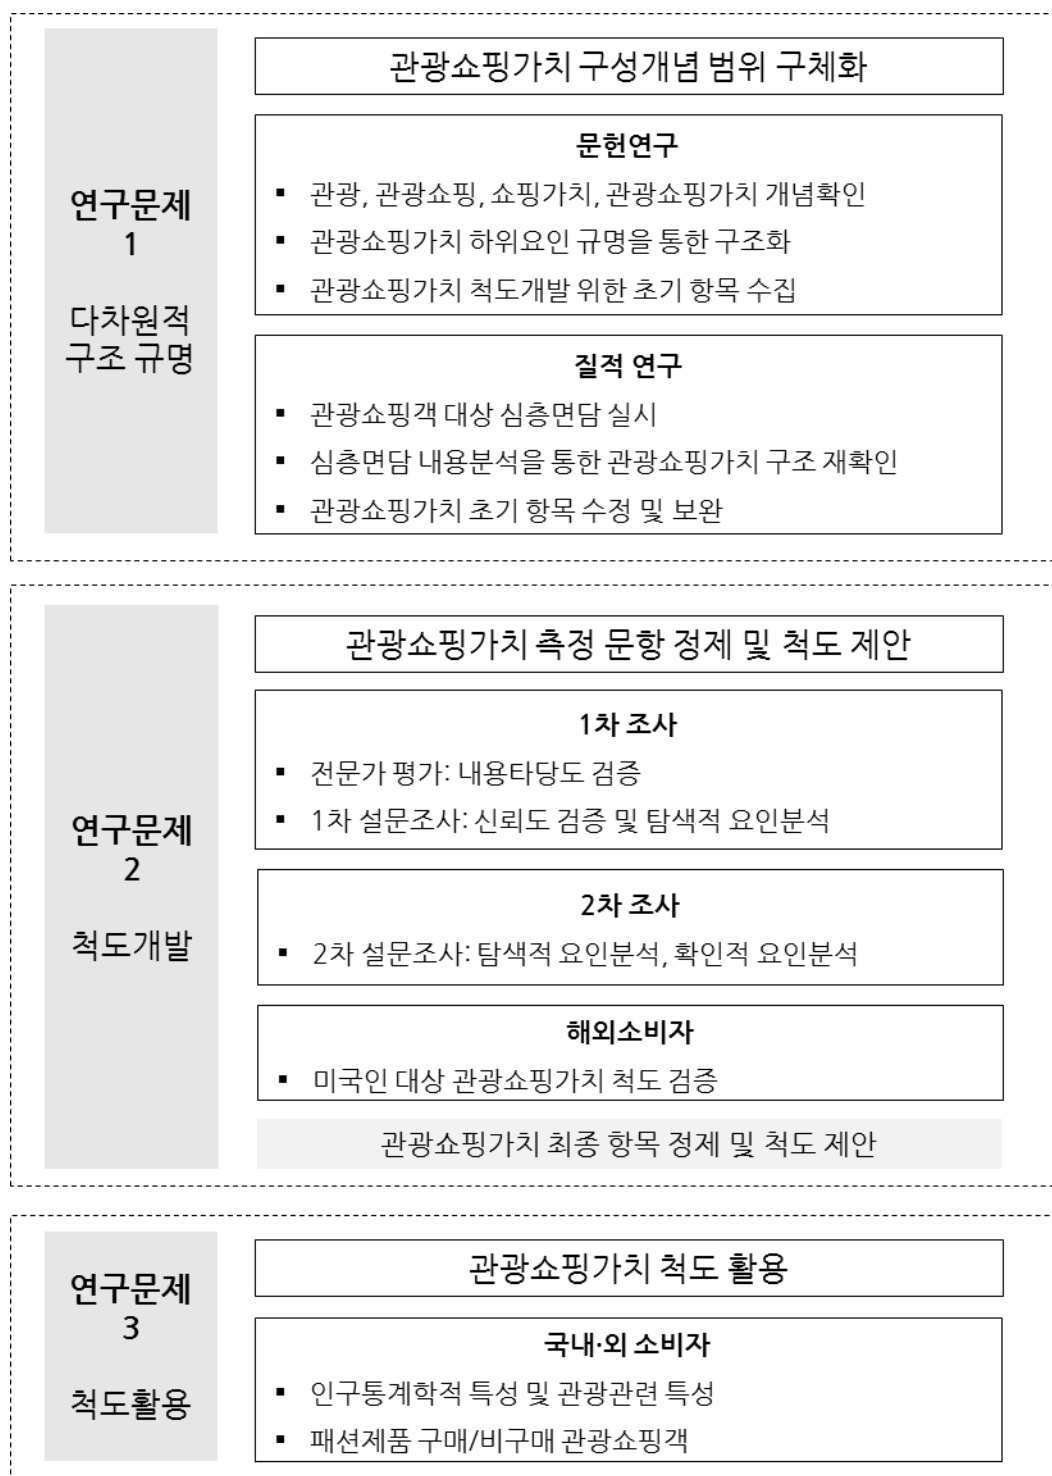 연구문제
1
다차원적
구조 규명
관광쇼핑가치 구성개념 범위 구체화
문헌연구
▪ 관광, 관광쇼핑, 쇼핑가치, 관광쇼핑가치 개념확인
▪ 관광쇼핑가치 하위요인 규명을 통한 구조화
▪ 관광쇼핑가치 척도개발 위한 초기 항목 수집
질적 연구
▪ 관광쇼핑객 대상 심층면담 실시
▪ 심층면담 내용분석을 통한 관광쇼핑가치 구조 재확인
▪ 관광쇼핑가치 초기 항목 수정 및 보완
연구문제
2
척도개발
관광쇼핑가치 측정 문항 정제 및 척도 제안
1차 조사
▪ 전문가 평가: 내용타당도 검증
▪ 1차 설문조사: 신뢰도 검증 및 탐색적 요인분석
2차 조사
▪ 2차 설문조사: 탐색적 요인분석, 확인적 요인분석
해외소비자
▪ 미국인 대상 관광쇼핑가치 척도 검증
관광쇼핑가치 최종 항목 정제 및 척도 제안
연구문제
3
척도활용
관광쇼핑가치 척도 활용
국내·외 소비자
▪ 인구통계학적 특성 및 관광관련 특성
▪ 패션제품 구매/비구매 관광쇼핑객